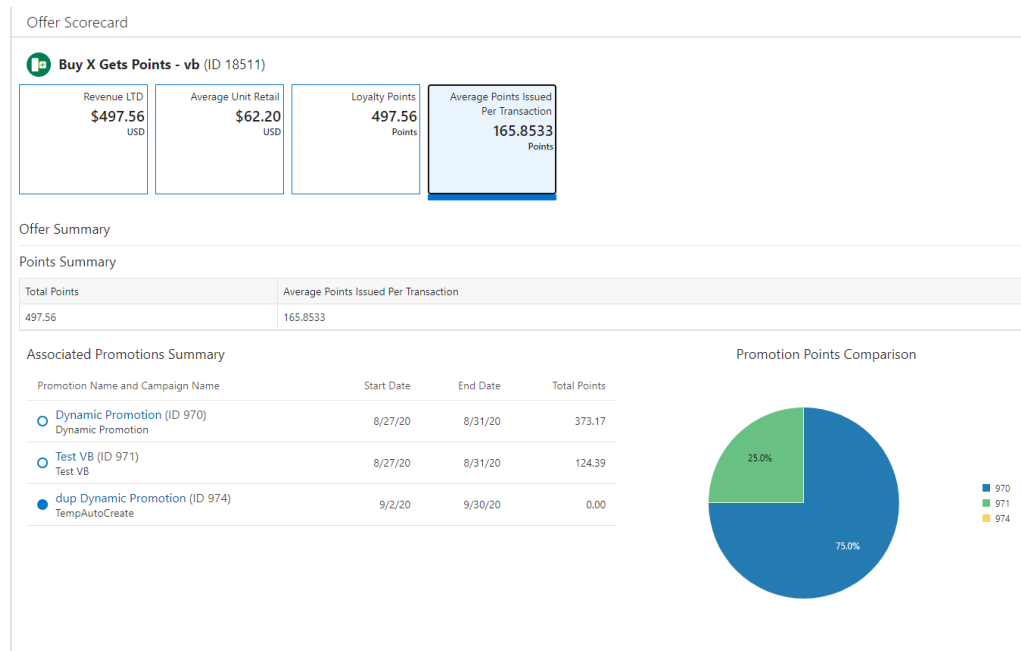 Offer Scorecard
Buy X Gets Points - vb (ID 18511)
Revenue LTD
$497.56
USD
Average Unit Retail
$62.20
USD
Loyalty Points
497.56
Points
Average Points Issued
Per Transaction
165.8533
Points
Offer Summary
Points Summary
Total Points Average Points Issued Per Transaction
497.56 165.8533
Associated Promotions Summary
Promotion Name and Campaign Name Start Date End Date Total Points
Dynamic Promotion (ID 970) 8/27/20 8/31/20 373.17
Dynamic Promotion
Test VB (ID 971) 8/27/20 8/31/20 124.39
Test VB
dup Dynamic Promotion (ID 974) 9/2/20 9/30/20 0.00
TempAutoCreate
Promotion Points Comparison
25.0%
75.0%
970
971
974